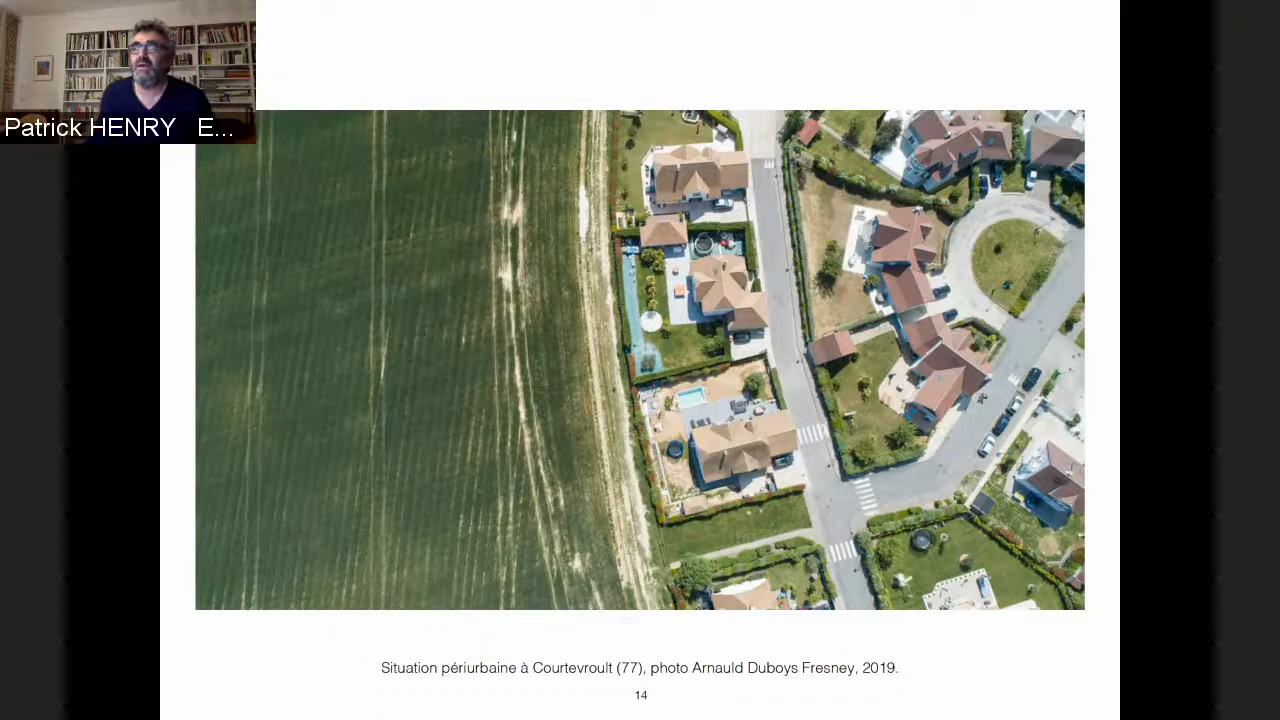 Patrick HENRY E...
Situation périurbaine à Courtevroult (77), photo Arnauld Duboys Fresney, 2019.
14